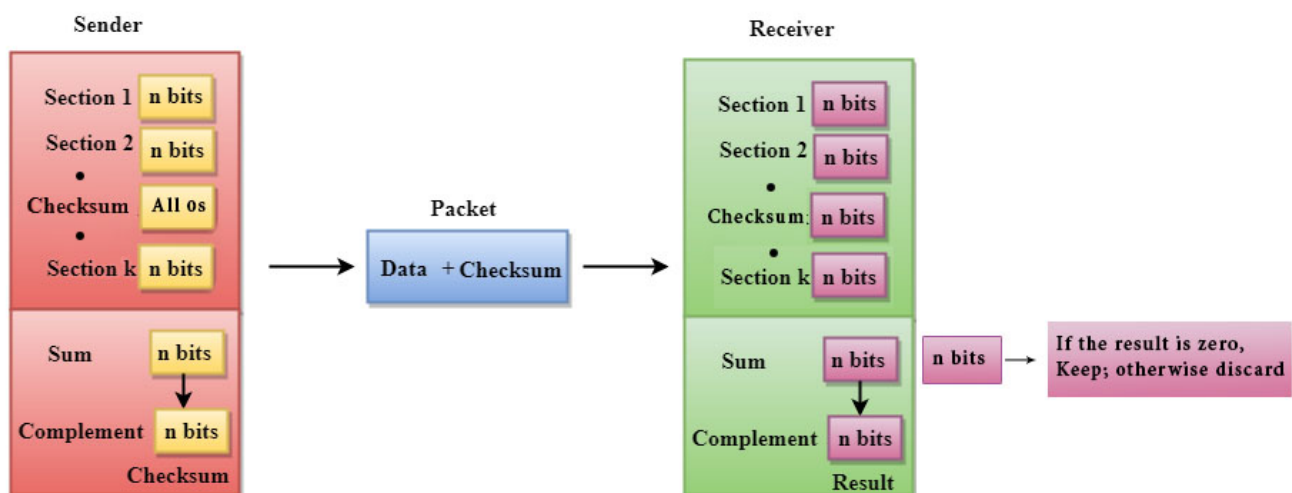 Sender
Section 1 n bits
Section 2 n bits
Checksum All os
Section k n bits
Sum n bits
Complement n bits
Checksum
Packet
Data + Checksum
Receiver
Section 1 n bits
Section 2 n bits
Checksum: n bits
Section k n bits
Sum n bits
Complement n bits
Result
n bits
If the result is zero,
Keep; otherwise discard